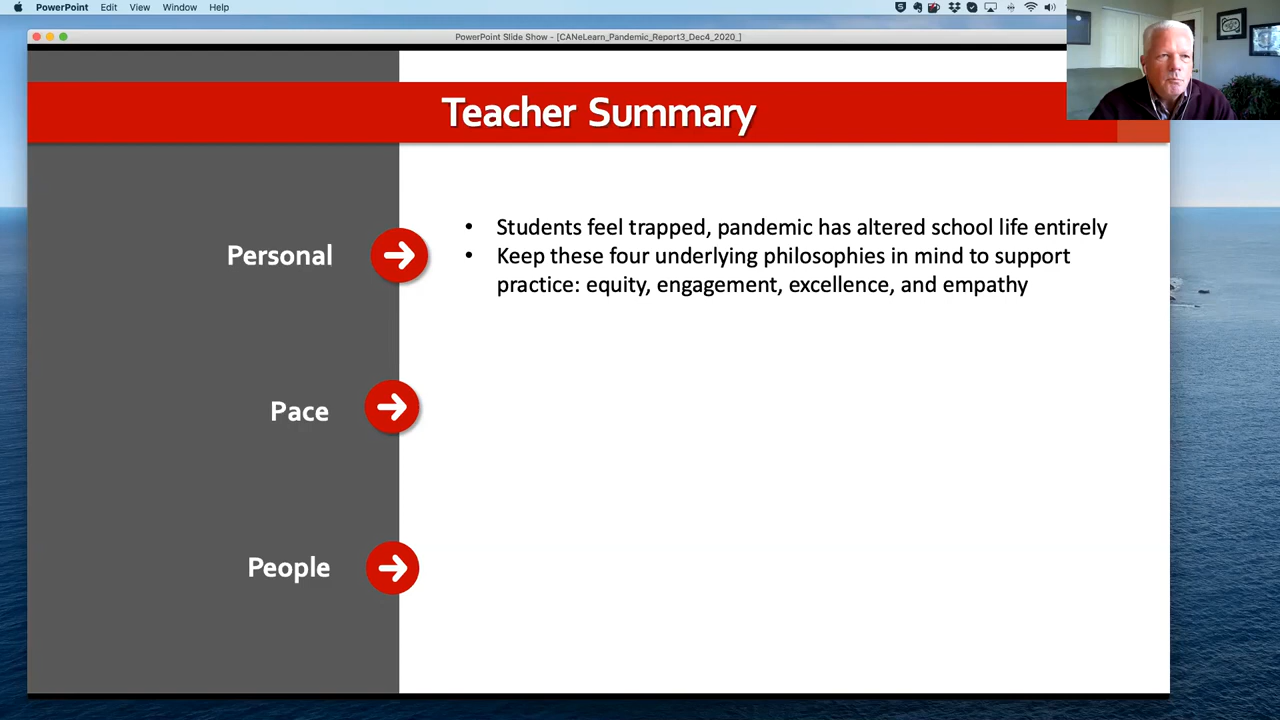 PowerPoint Edit View Window Help
PowerPoint Slide Show - [CANeLearn_Pandemic_Report3_Dec4_2020_]
Teacher Summary
Personal
• Students feel trapped, pandemic has altered school life entirely
• Keep these four underlying philosophies in mind to support
practice: equity, engagement, excellence, and empathy
Pace
People